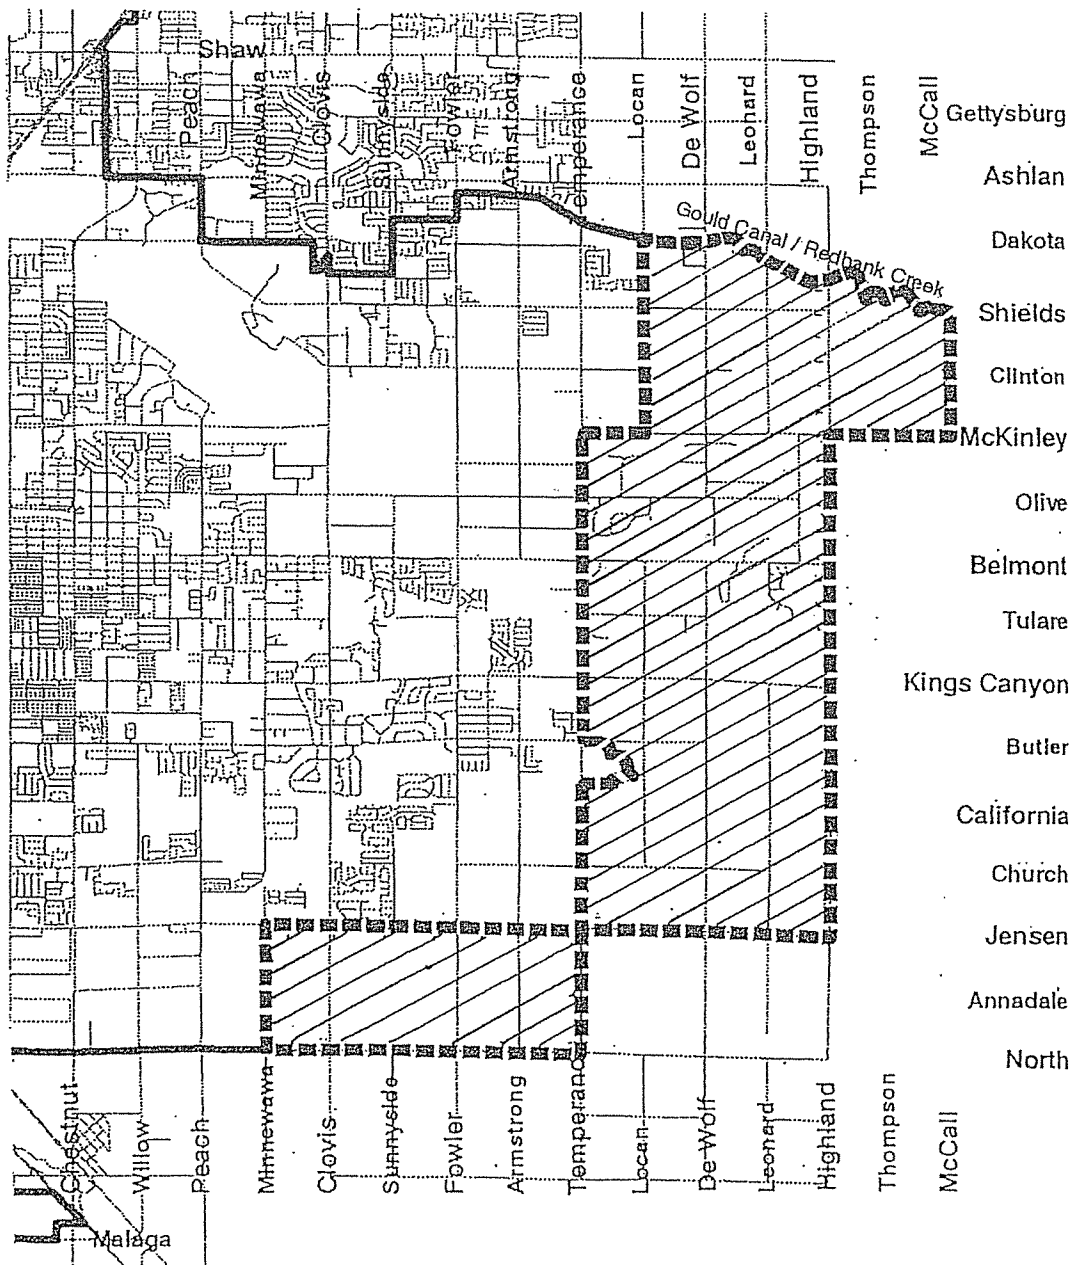 Shaw
Peach
Minnewawa
Clovis
Sunnyside
Fowler
Armstrong
Temperance
Locan
De Wolf
Leonard
Highland
Thompson
McCall
Gettysburg
Ashlan
Gould Canal / Redbank Creek
Dakota
Shields
Clinton
McKinley
Olive
Belmont
Tulare
Kings Canyon
Butler
California
Church
Jensen
Annadale
North
Chestnut
Willow
Peach
Minnewawa
Clovis
Sunnyside
Fowler
Armstrong
Temperanc
Locan
De Wolf
Leonard
Highland
Thompson
McCall
Malaga